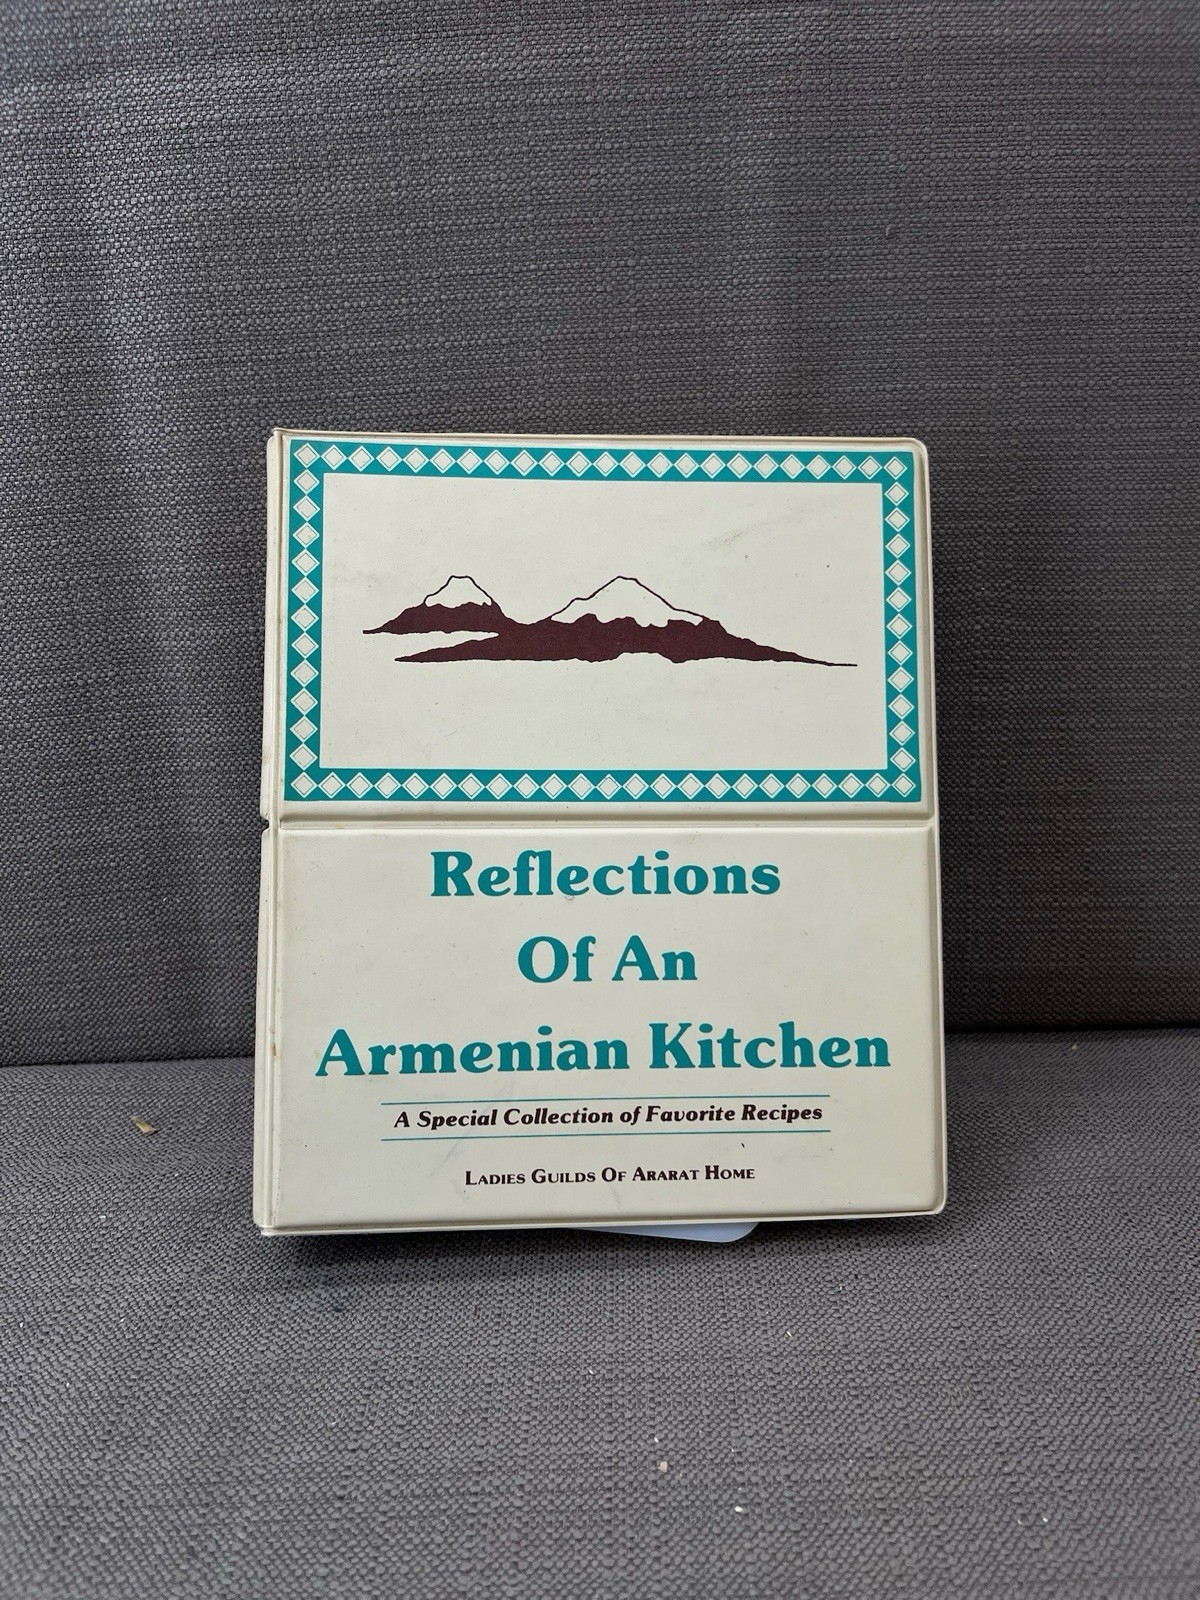 Reflections
Of An
Armenian Kitchen
A Special Collection of Favorite Recipes
Ladies Guilds Of Ararat Home